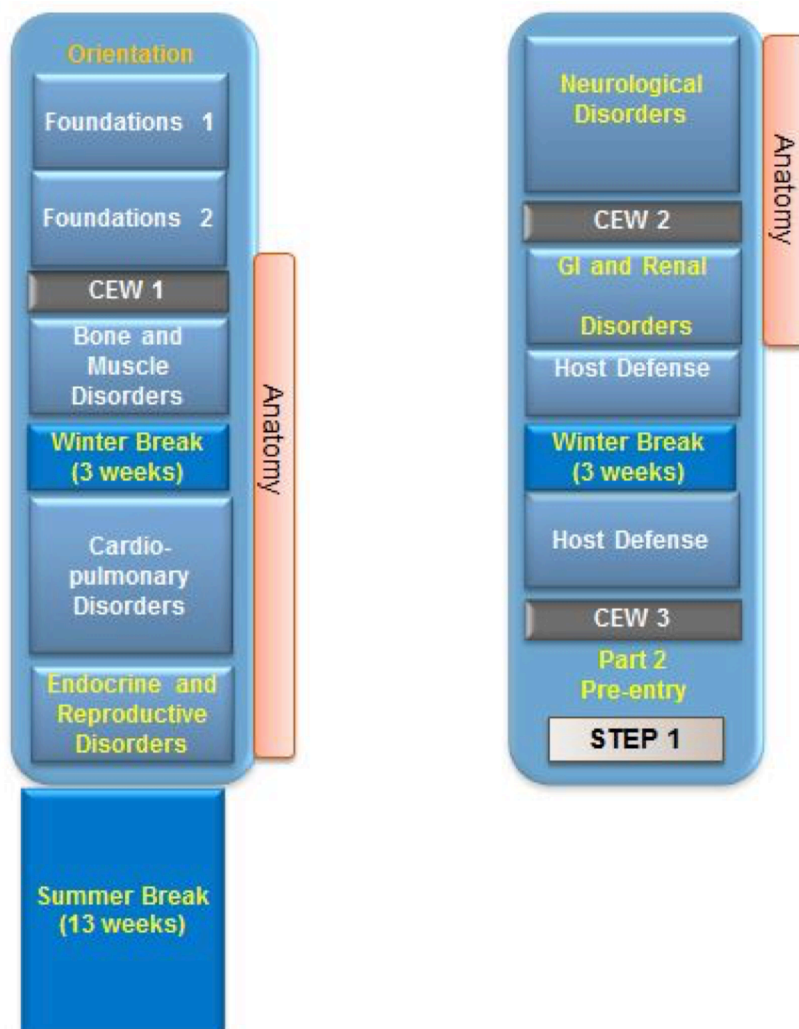 Orientation
Foundations 1
Foundations 2
CEW 1
Bone and
Muscle
Disorders
Winter Break
(3 weeks)
Cardio-
pulmonary
Disorders
Endocrine and
Reproductive
Disorders
Anatomy
Summer Break
(13 weeks)
Neurological
Disorders
CEW 2
GI and Renal
Disorders
Host Defense
Winter Break
(3 weeks)
Host Defense
CEW 3
Part 2
Pre-entry
STEP 1
Anatomy